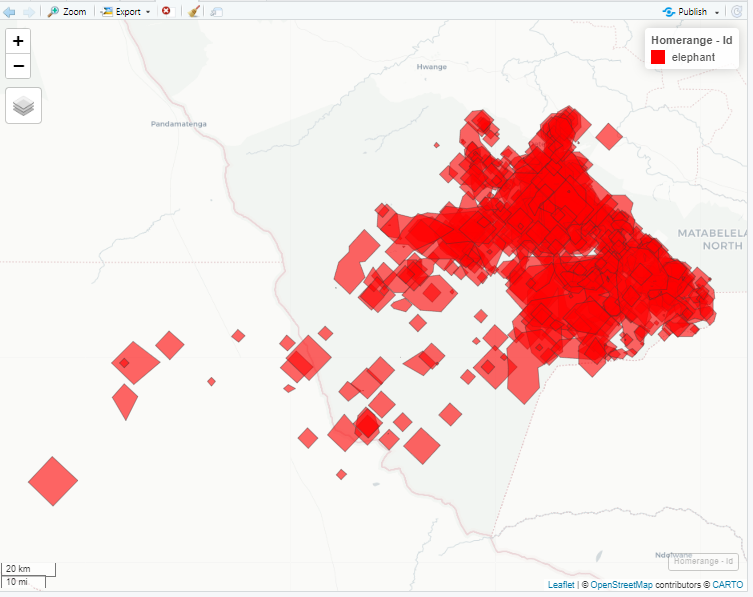 Zoom Export Publish
+
−
Homerange - Id
elephant
Hwange
Pandamatenga
MATABELELA
NORTH
Homerange - Id
20 km
10 mi
Leaflet | © OpenStreetMap contributors © CARTO